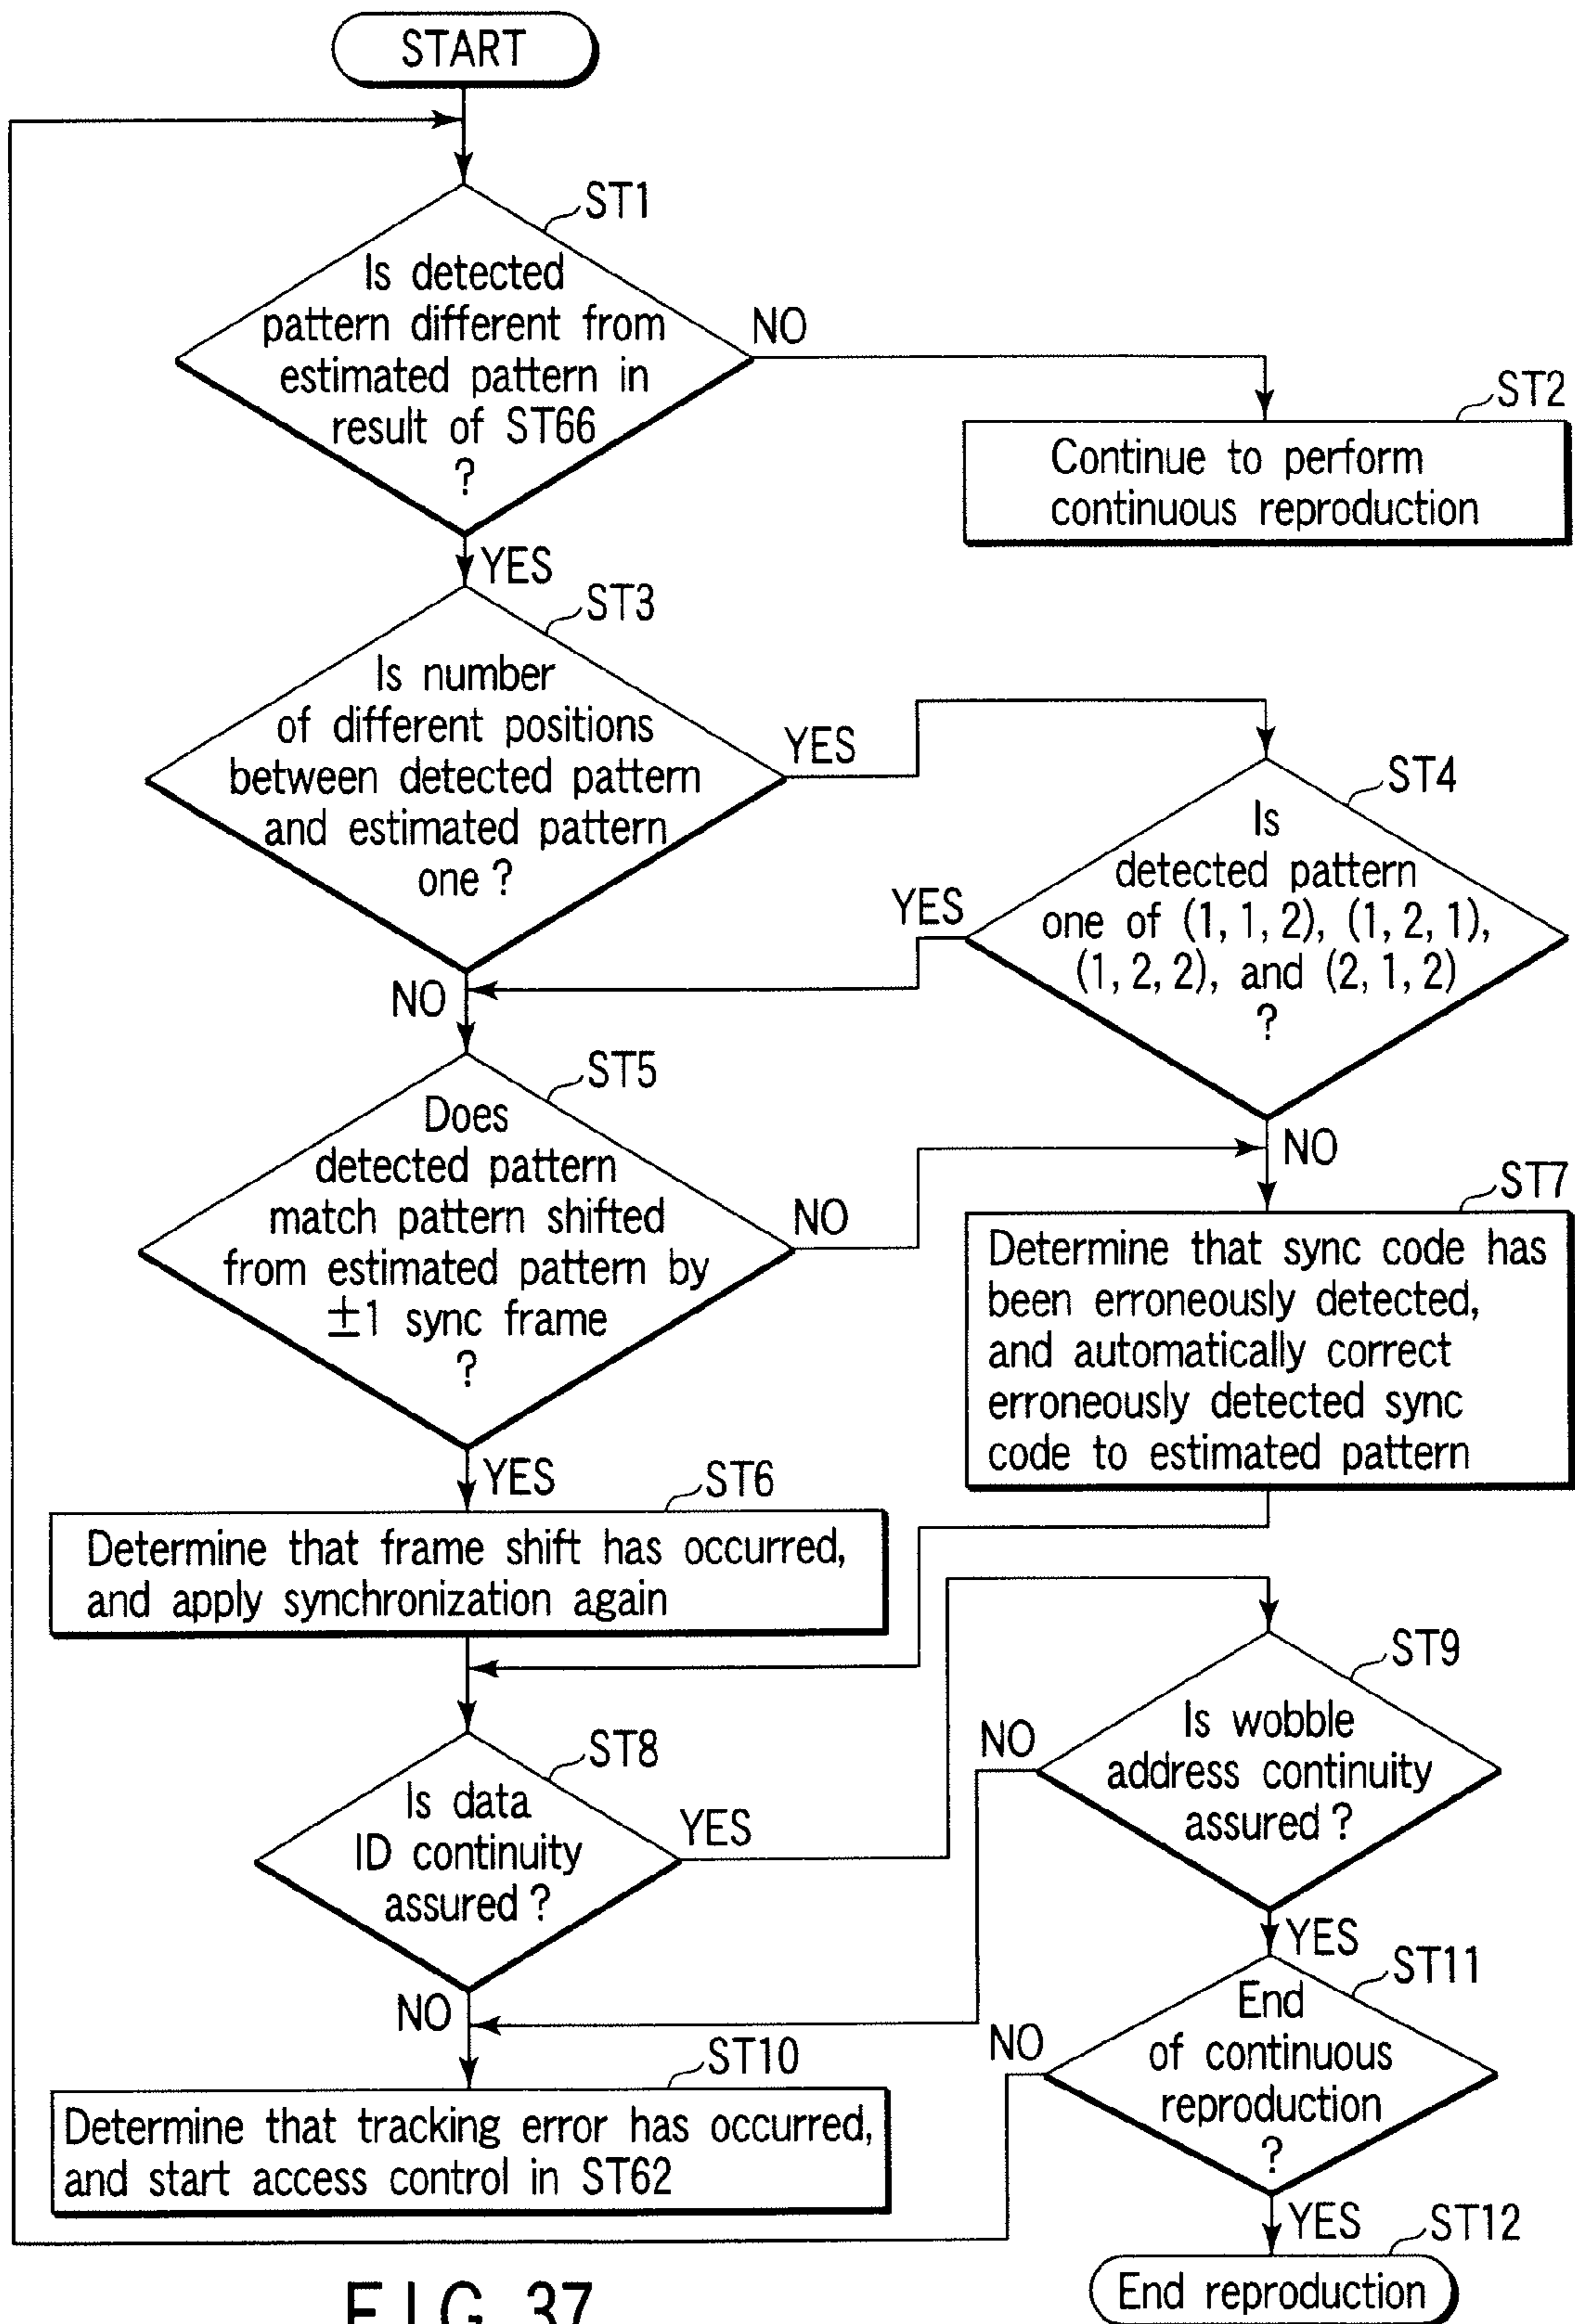 START
ST1
Is detected
pattern different from
estimated pattern in
result of ST66
?
NO
ST2
Continue to perform
continuous reproduction
YES
ST3
Is number
of different positions
between detected pattern
and estimated pattern
one ?
YES
ST4
Is
detected pattern
one of (1, 1, 2), (1, 2, 1),
(1, 2, 2), and (2, 1, 2)
?
YES
NO
NO
ST5
Does
detected pattern
match pattern shifted
from estimated pattern by
±1 sync frame
?
NO
ST7
Determine that sync code has
been erroneously detected,
and automatically correct
erroneously detected sync
code to estimated pattern
YES
ST6
Determine that frame shift has occurred,
and apply synchronization again
ST8
Is data
ID continuity
assured ?
YES
ST9
Is wobble
address continuity
assured ?
NO
YES
NO
ST10
Determine that tracking error has occurred,
and start access control in ST62
ST11
End
of continuous
reproduction
?
NO
YES
ST12
End reproduction
FIG. 37